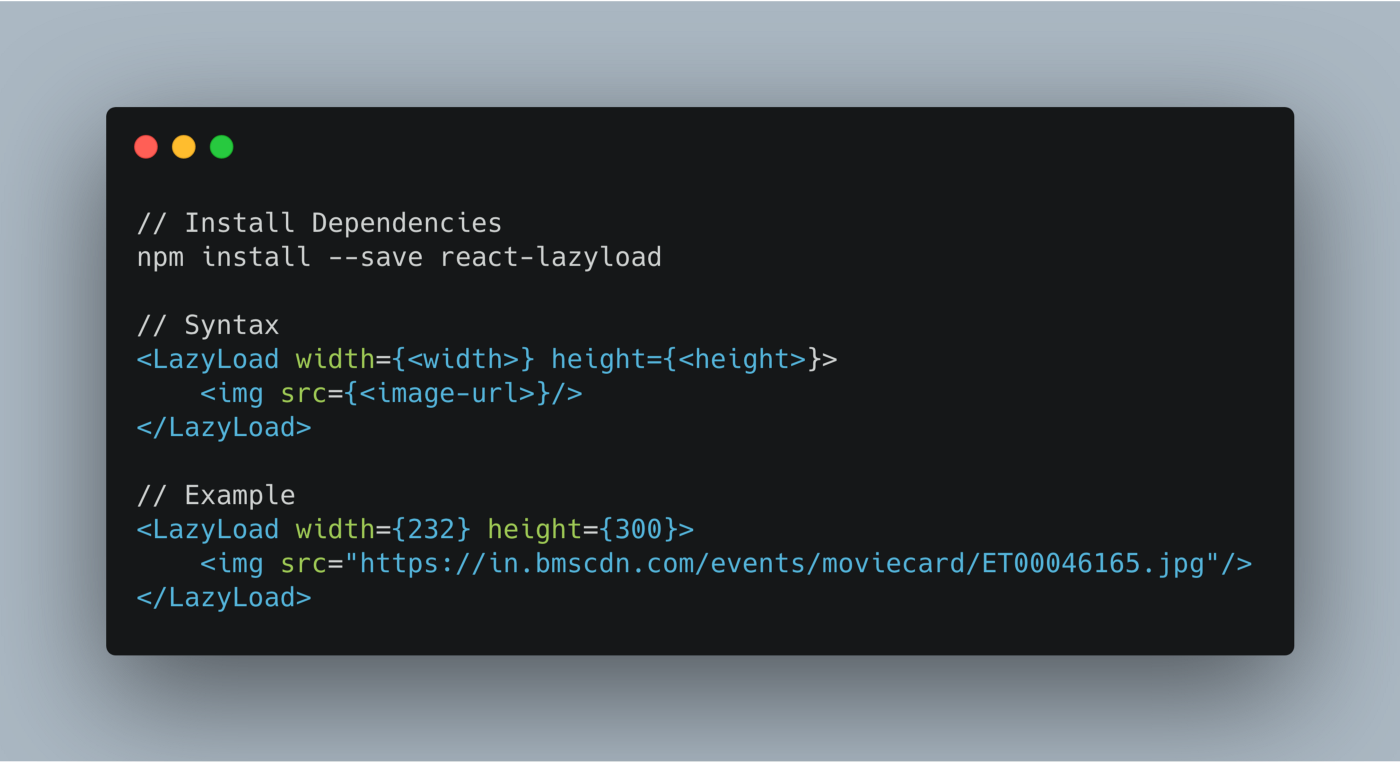 // Install Dependencies
npm install --save react-lazyload
// Syntax
<LazyLoad width={<width>} height={<height>}>
    <img src={<image-url>}/>
</LazyLoad>
// Example
<LazyLoad width={232} height={300}>
    <img src="https://in.bmscdn.com/events/moviecard/ET00046165.jpg"/>
</LazyLoad>